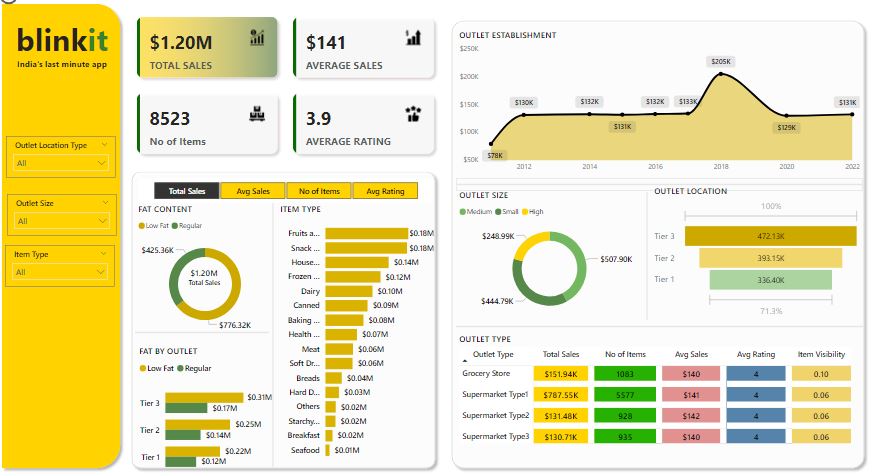 blinkit
India's last minute app
Outlet Location Type
All
Outlet Size
All
Item Type
All
$1.20M
TOTAL SALES
$141
AVERAGE SALES
8523
No of Items
3.9
AVERAGE RATING
Total Sales
Avg Sales
No of Items
Avg Rating
FAT CONTENT
Low Fat
Regular
$425.36K
$1.20M
Total Sales
$776.32K
FAT BY OUTLET
Low Fat
Regular
Tier 3
$0.31M
$0.17M
Tier 2
$0.25M
$0.14M
Tier 1
$0.22M
$0.12M
ITEM TYPE
Fruits a... $0.18M
Snack ... $0.18M
House... $0.14M
Frozen ... $0.12M
Dairy $0.10M
Canned $0.09M
Baking ... $0.08M
Health ... $0.07M
Meat $0.06M
Soft Dr... $0.06M
Breads $0.04M
Hard D... $0.03M
Others $0.02M
Starchy... $0.02M
Breakfast $0.02M
Seafood $0.01M
OUTLET ESTABLISHMENT
$250K
$200K
$150K
$100K
$50K
$78K
$130K
$132K
$131K
$132K
$133K
$205K
$129K
$131K
2012 2014 2016 2018 2020 2022
OUTLET SIZE
Medium Small High
$248.99K
$507.90K
$444.79K
OUTLET LOCATION
100%
Tier 3 472.13K
Tier 2 393.15K
Tier 1 336.40K
71.3%
OUTLET TYPE
Outlet Type Total Sales No of Items Avg Sales Avg Rating Item Visibility
Grocery Store $151.94K 1083 $140 4 0.10
Supermarket Type1 $787.55K 5577 $141 4 0.06
Supermarket Type2 $131.48K 928 $142 4 0.06
Supermarket Type3 $130.71K 935 $140 4 0.06